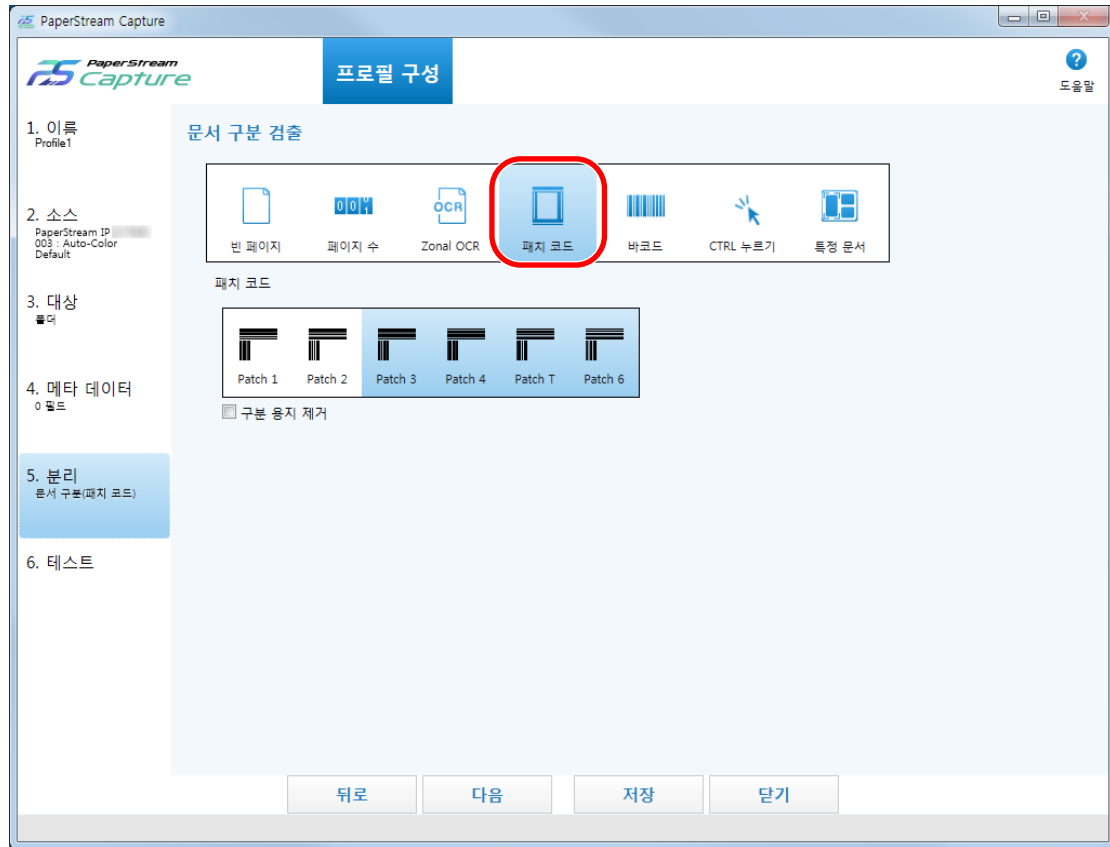 PaperStream Capture
PaperStream
Capture
프로필 구성
도움말
1. 이름
Profile1
2. 소스
PaperStream IP
003 : Auto-Color
Default
3. 대상
폴더
4. 메타 데이터
0 필드
5. 분리
문서 구분(패치 코드)
6. 테스트
문서 구분 검출
빈 페이지
페이지 수
OCR
Zonal OCR
패치 코드
바코드
CTRL 누르기
특정 문서
패치 코드
Patch 1
Patch 2
Patch 3
Patch 4
Patch T
Patch 6
구분 용지 제거
뒤로
다음
저장
닫기